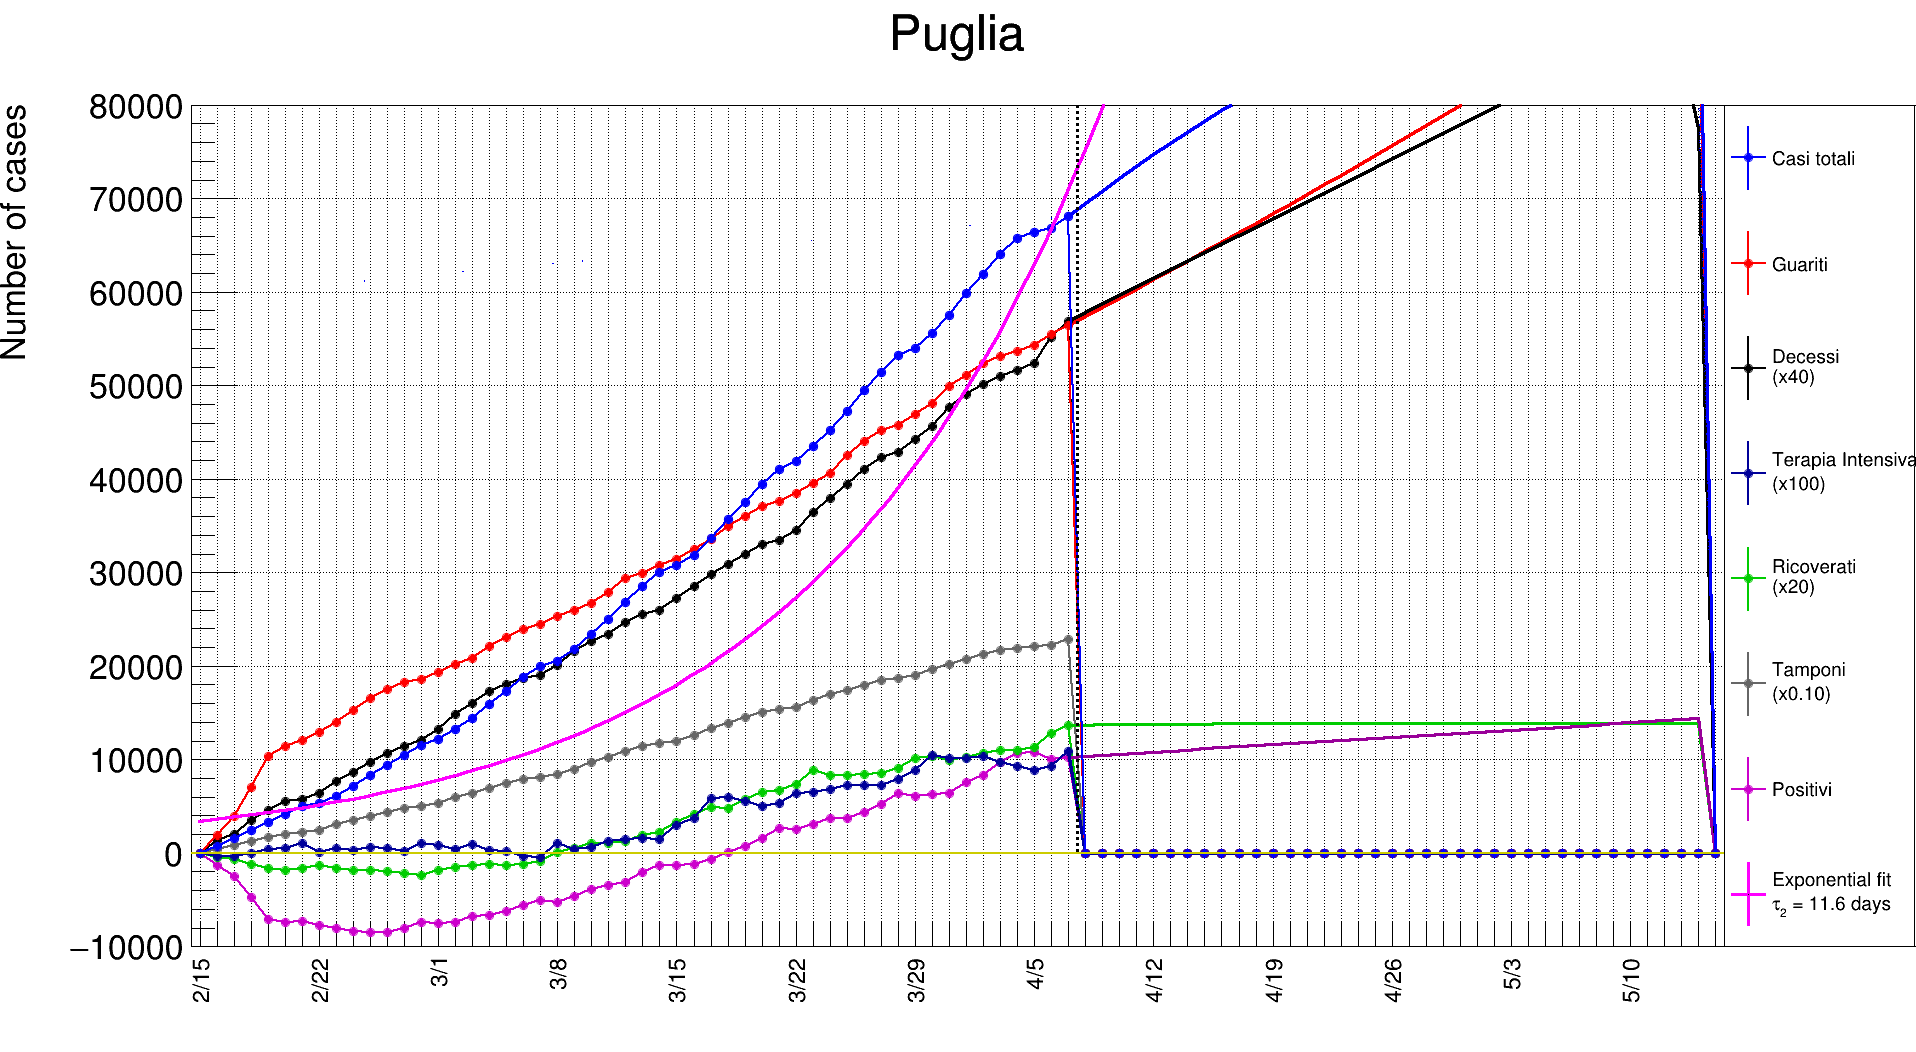 Puglia
Number of cases
80000
70000
60000
50000
40000
30000
20000
10000
0
−10000
2/15
2/22
3/1
3/8
3/15
3/22
3/29
4/5
4/12
4/19
4/26
5/3
5/10
Casi totali
Guariti
Decessi
(x40)
Terapia Intensiva
(x100)
Ricoverati
(x20)
Tamponi
(x0.10)
Positivi
Exponential fit
τ2 = 11.6 days